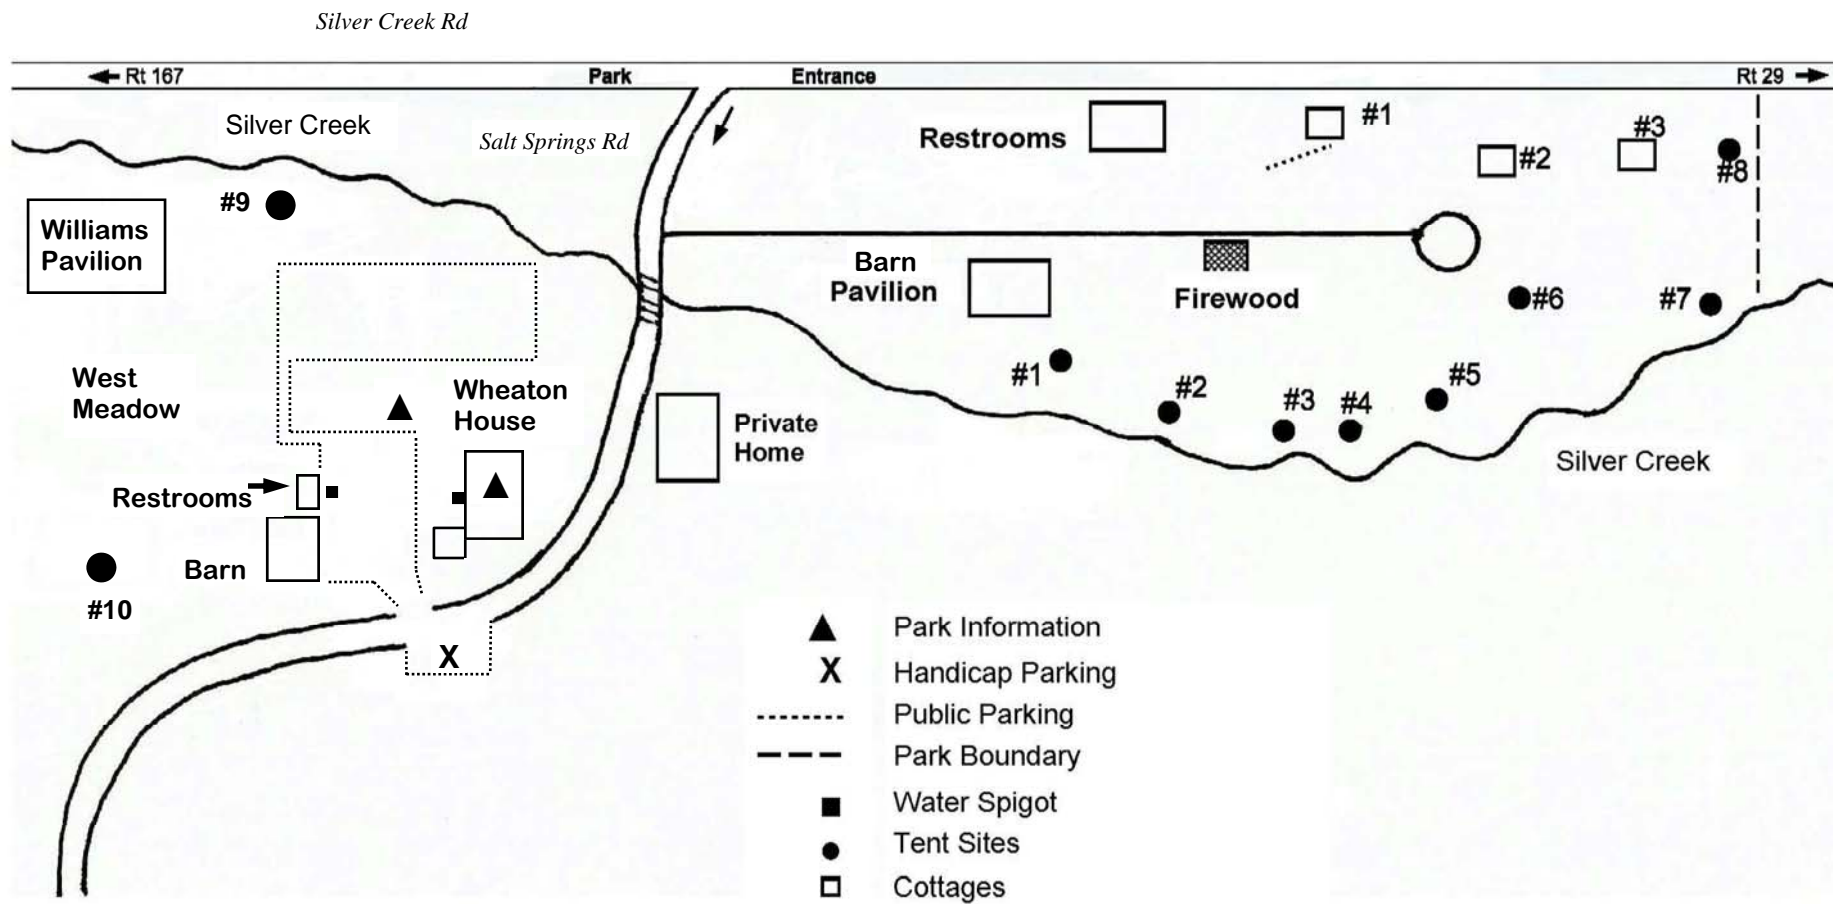 Silver Creek Rd
Rt 167
Park Entrance
Rt 29
Silver Creek
Salt Springs Rd
Restrooms
#1
#2
#3
#8
#9
Williams
Pavilion
Barn
Pavilion
Firewood
#6
#7
West
Meadow
Wheaton
House
Private
Home
#1
#2
#3
#4
#5
Silver Creek
Restrooms
Barn
#10
X
Park Information
X Handicap Parking
Public Parking
Park Boundary
Water Spigot
Tent Sites
Cottages